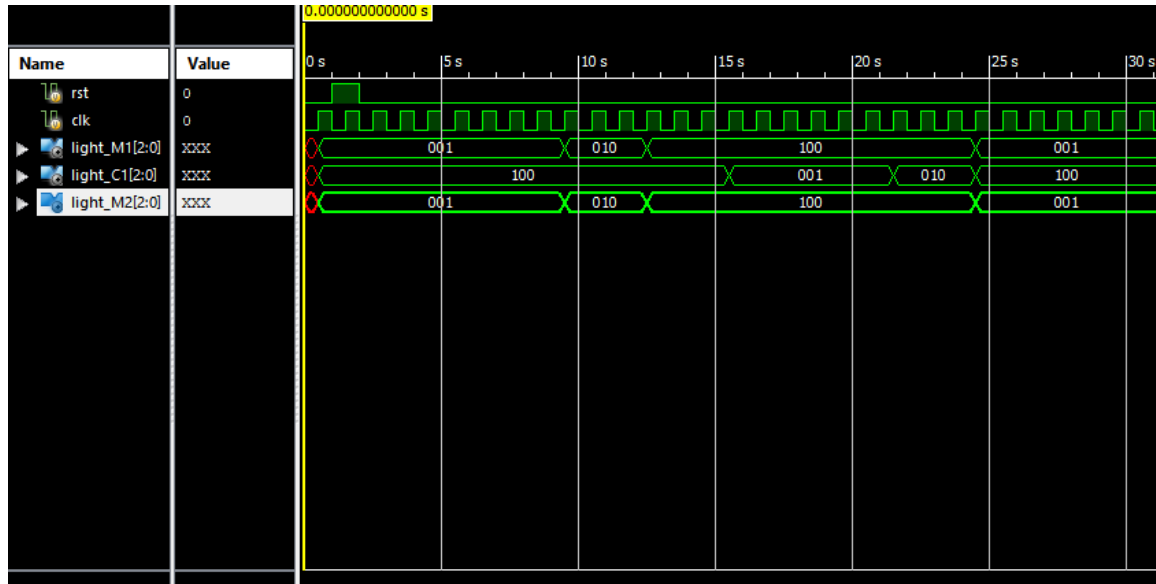 0.000000000000 s
Name Value 0 s 5 s 10 s 15 s 20 s 25 s 30 s
rst 0
clk 0
light_M1[2:0] XXX 001 010 100 001
light_C1[2:0] XXX 100 001 010 100
light_M2[2:0] XXX 001 010 100 001